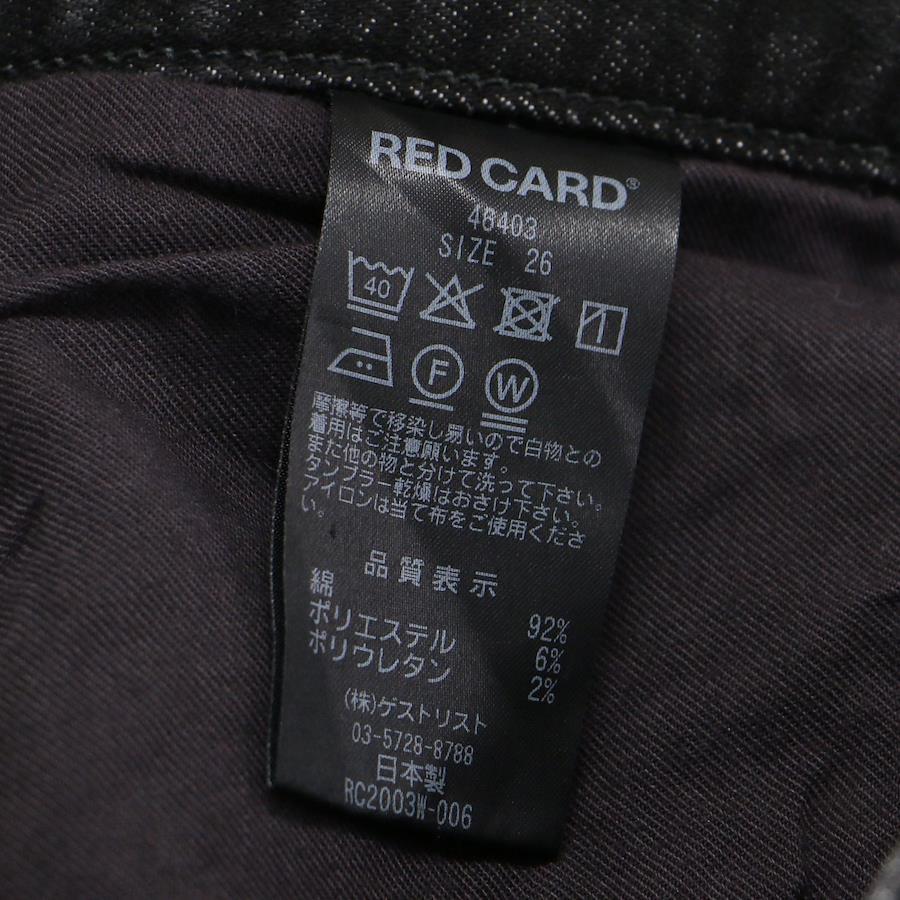 RED CARD®
48403
SIZE 26
40
1
F
W
摩擦等で移染し易いので白物との
着用はご注意願います。
また他の物と分けて洗って下さい。
タンブラー乾燥はおさけ下さい。
アイロンは当て布をご使用くださ
い。
品質表示
綿 92%
ポリエステル 6%
ポリウレタン 2%
(株)ゲストリスト
03-5728-8788
日本製
RC2003W-006